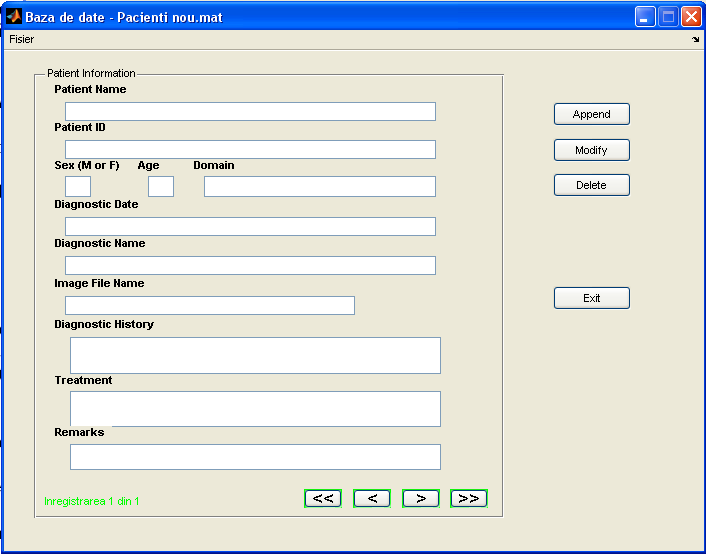 Baza de date - Pacienti nou.mat
Fisier
Patient Information
Patient Name
Patient ID
Sex (M or F) Age Domain
Diagnostic Date
Diagnostic Name
Image File Name
Diagnostic History
Treatment
Remarks
Inregistrarea 1 din 1
<< < > >>
Append
Modify
Delete
Exit